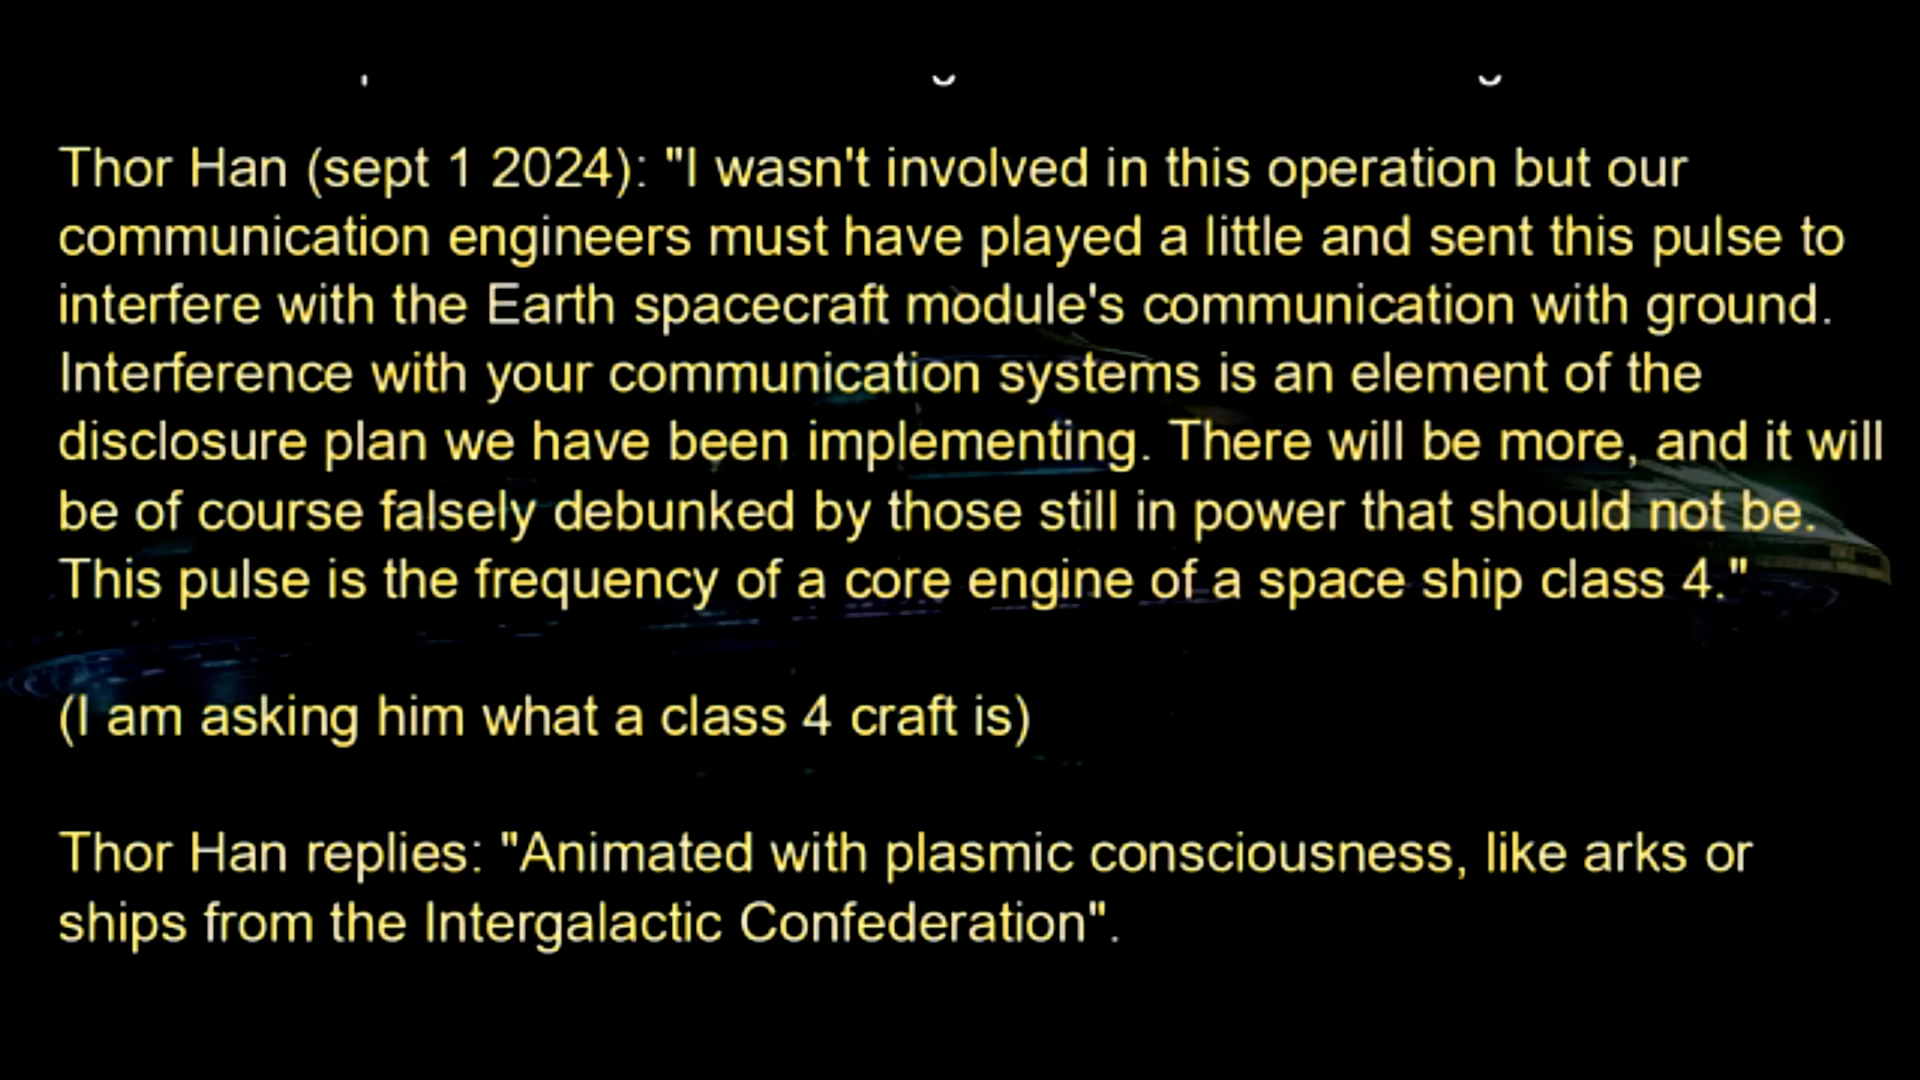 Thor Han (sept 1 2024): "I wasn't involved in this operation but our
communication engineers must have played a little and sent this pulse to
interfere with the Earth spacecraft module's communication with ground.
Interference with your communication systems is an element of the
disclosure plan we have been implementing. There will be more, and it will
be of course falsely debunked by those still in power that should not be.
This pulse is the frequency of a core engine of a space ship class 4."
(I am asking him what a class 4 craft is)
Thor Han replies: "Animated with plasmic consciousness, like arks or
ships from the Intergalactic Confederation".